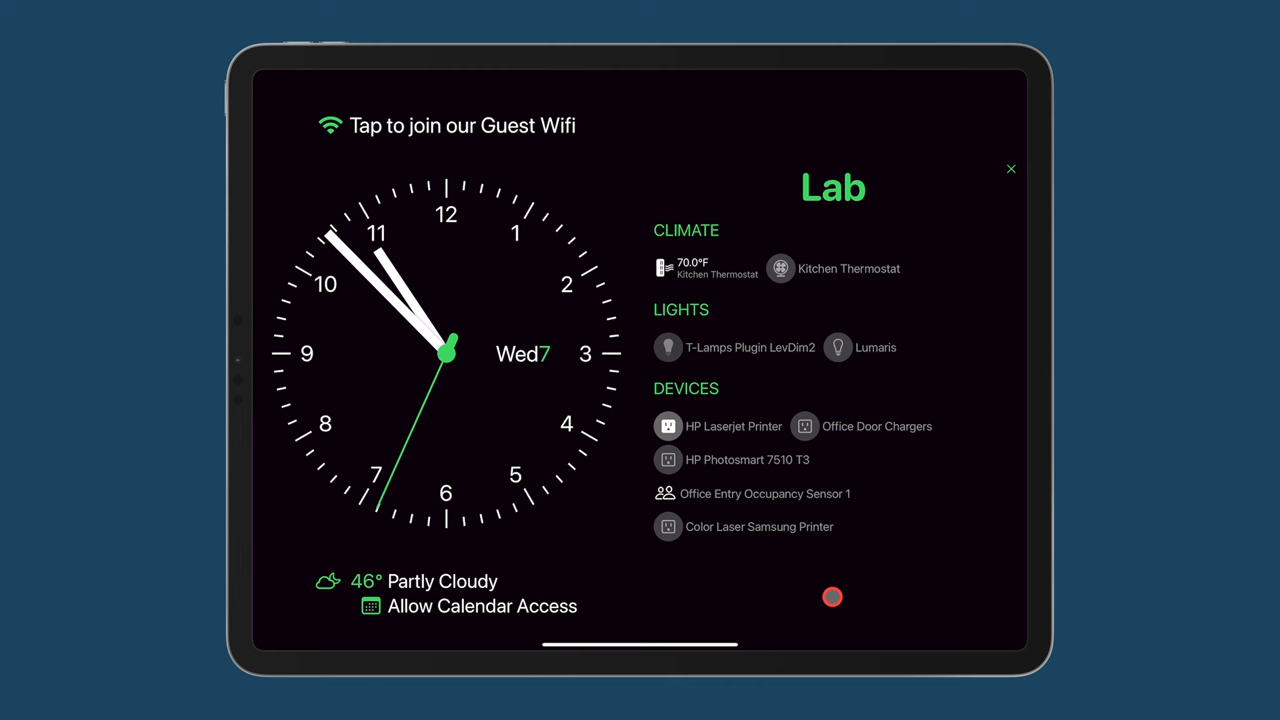 Tap to join our Guest Wifi
12
11
1
10
2
9
Wed7
3
8
4
7
5
6
46° Partly Cloudy
Allow Calendar Access
Lab
CLIMATE
70.0°F
Kitchen Thermostat
Kitchen Thermostat
LIGHTS
T-Lamps Plugin LevDim2
Lumaris
DEVICES
HP Laserjet Printer
Office Door Chargers
HP Photosmart 7510 T3
Office Entry Occupancy Sensor 1
Color Laser Samsung Printer